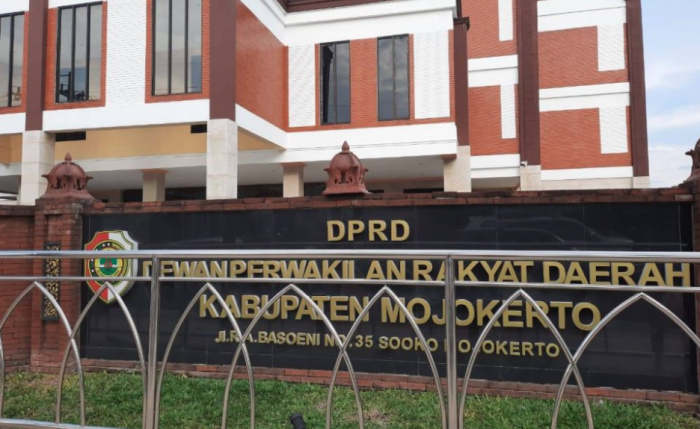 DPRD
DEWAN PERWAKILAN RAKYAT DAERAH
KABUPATEN MOJOKERTO
Jl.R.A.BASOENI NO.35 SOOKO MOJOKERTO